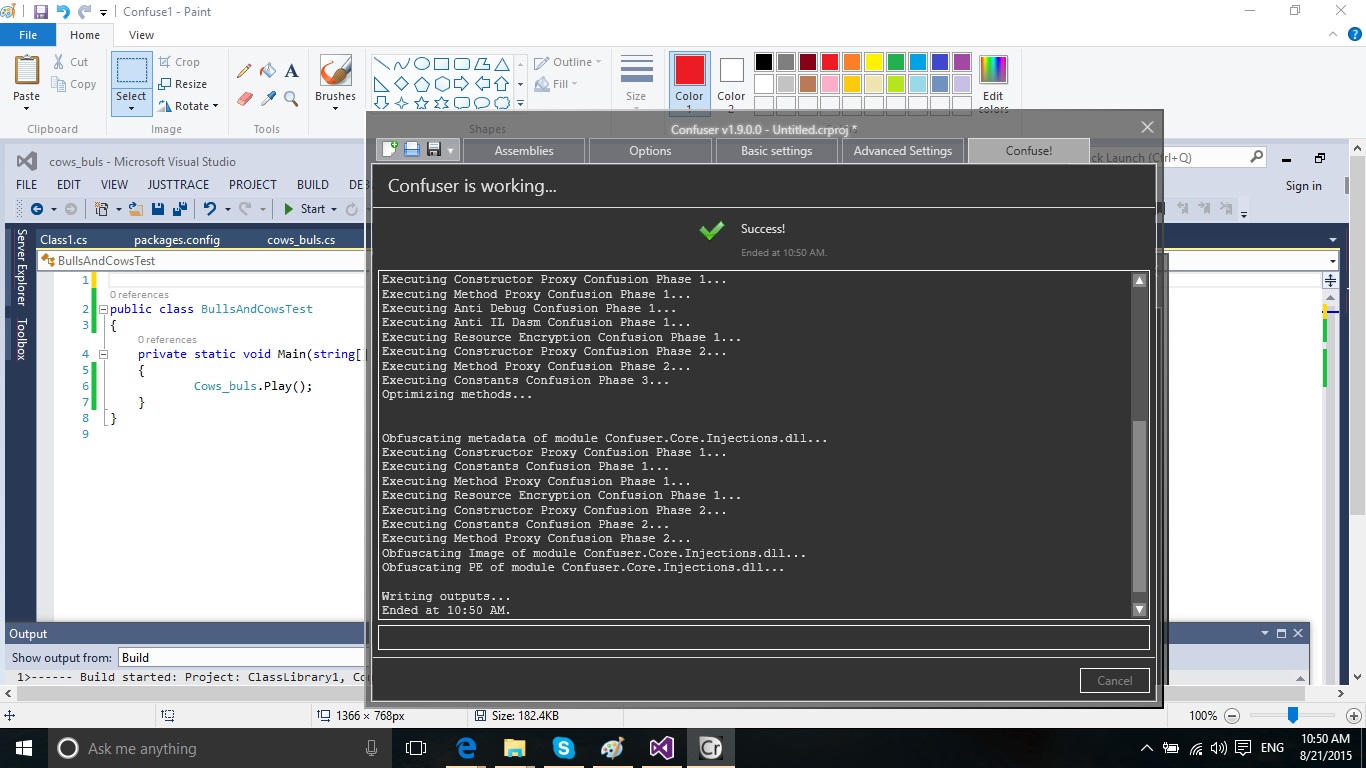 Confuse1 - Paint
File Home View
Paste Cut Copy Clipboard
Select Crop Resize Rotate Image
Tools
Brushes
Shapes
Outline Fill
Size
Color 1
Color 2
Edit colors
Confuser v1.9.0.0 - Untitled.crproj *
Assemblies Options Basic settings Advanced Settings Confuse!
Confuser is working...
Success!
Ended at 10:50 AM.
Executing Constructor Proxy Confusion Phase 1...
Executing Method Proxy Confusion Phase 1...
Executing Anti Debug Confusion Phase 1...
Executing Anti IL Dasm Confusion Phase 1...
Executing Resource Encryption Confusion Phase 1...
Executing Constructor Proxy Confusion Phase 2...
Executing Method Proxy Confusion Phase 2...
Executing Constants Confusion Phase 3...
Optimizing methods...
Obfuscating metadata of module Confuser.Core.Injections.dll...
Executing Constructor Proxy Confusion Phase 1...
Executing Constants Confusion Phase 1...
Executing Method Proxy Confusion Phase 1...
Executing Resource Encryption Confusion Phase 1...
Executing Constructor Proxy Confusion Phase 2...
Executing Constants Confusion Phase 2...
Executing Method Proxy Confusion Phase 2...
Obfuscating Image of module Confuser.Core.Injections.dll...
Obfuscating PE of module Confuser.Core.Injections.dll...
Writing outputs...
Ended at 10:50 AM.
Cancel
cows_buls - Microsoft Visual Studio
ck Launch (Ctrl+Q)
FILE EDIT VIEW JUSTTRACE PROJECT BUILD DE
Sign in
Start
Server Explorer
Toolbox
Class1.cs packages.config cows_buls.cs
BullsAndCowsTest
1
0 references
2 public class BullsAndCowsTest
3 {
0 references
4 private static void Main(string[
5 {
6 Cows_buls.Play();
7 }
8 }
9
Output
Show output from: Build
1>------ Build started: Project: ClassLibrary1, Co
1366 × 768px
Size: 182.4KB
100%
Ask me anything
Cr
ENG
10:50 AM
8/21/2015